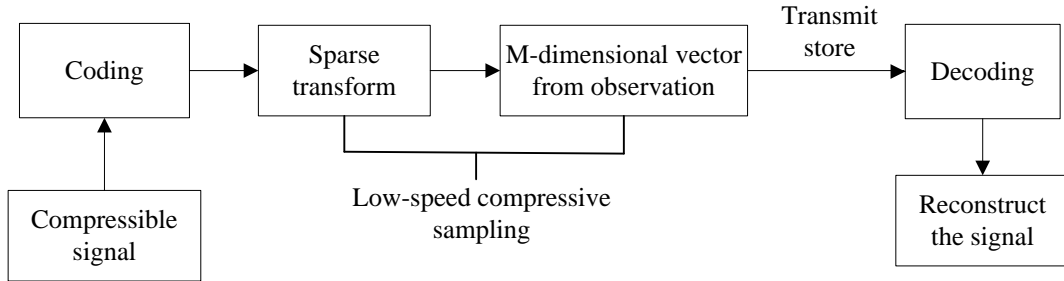 Compressible
signal
Coding
Sparse
transform
M-dimensional vector
from observation
Low-speed compressive
sampling
Transmit
store
Decoding
Reconstruct
the signal